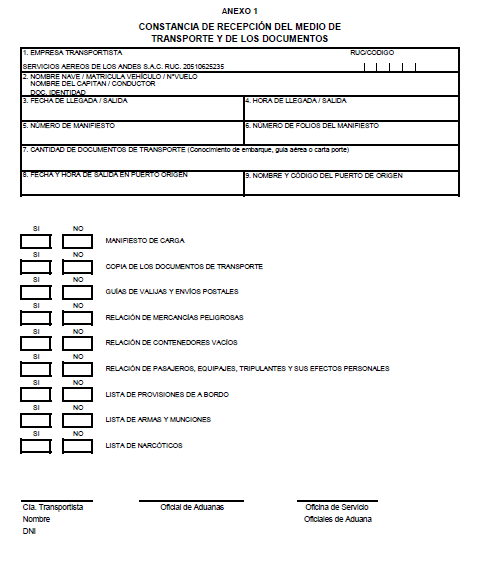 ANEXO 1
CONSTANCIA DE RECEPCIÓN DEL MEDIO DE
TRANSPORTE Y DE LOS DOCUMENTOS
1. EMPRESA TRANSPORTISTA RUC/CODIGO
SERVICIOS AEREOS DE LOS ANDES S.A.C. RUC. 20510625235
2. NOMBRE NAVE / MATRICULA VEHÍCULO / N°VUELO
NOMBRE DEL CAPITAN / CONDUCTOR
DOC. IDENTIDAD
3. FECHA DE LLEGADA / SALIDA 4. HORA DE LLEGADA / SALIDA
5. NÚMERO DE MANIFIESTO 6. NÚMERO DE FOLIOS DEL MANIFIESTO
7. CANTIDAD DE DOCUMENTOS DE TRANSPORTE (Conocimiento de embarque, guía aérea o carta porte)
8. FECHA Y HORA DE SALIDA EN PUERTO ORIGEN 9. NOMBRE Y CÓDIGO DEL PUERTO DE ORIGEN
SI NO
MANIFIESTO DE CARGA
SI NO
COPIA DE LOS DOCUMENTOS DE TRANSPORTE
SI NO
GUÍAS DE VALIJAS Y ENVÍOS POSTALES
SI NO
RELACIÓN DE MERCANCÍAS PELIGROSAS
SI NO
RELACIÓN DE CONTENEDORES VACÍOS
SI NO
RELACIÓN DE PASAJEROS, EQUIPAJES, TRIPULANTES Y SUS EFECTOS PERSONALES
SI NO
LISTA DE PROVISIONES DE A BORDO
SI NO
LISTA DE ARMAS Y MUNCIONES
SI NO
LISTA DE NARCÓTICOS
Cía. Transportista Oficial de Aduanas Oficina de Servicio
Nombre Oficiales de Aduana
DNI